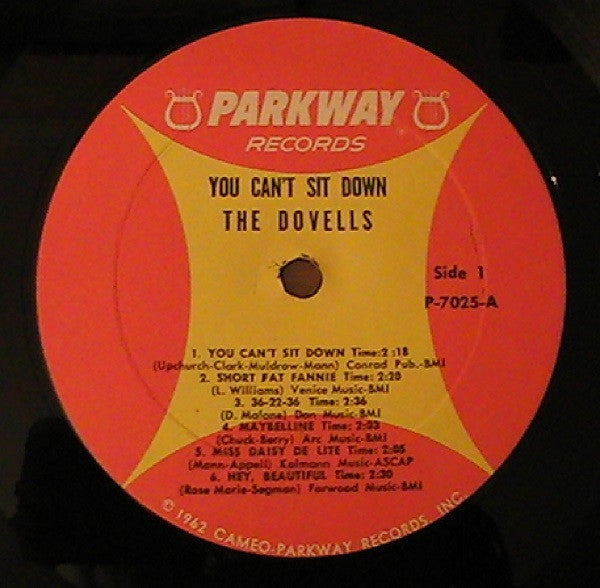 PARKWAY
RECORDS
YOU CAN'T SIT DOWN
THE DOVELLS
Side 1
P-7025-A
1. YOU CAN'T SIT DOWN Time:2:18
(Upchurch-Clark-Muldrow-Mann) Conrad Pub.-BMI
2. SHORT FAT FANNIE Time: 2:20
(L. Williams) Venice Music-BMI
3. 36-22-36 Time: 2:36
(D. Malone) Don Music-BMI
4. MAYBELLINE Time: 2:03
(Chuck-Berry) Arc Music-BMI
5. MISS DAISY DE LITE Time: 2:05
(Mann-Appell) Kalmann Music-ASCAP
6. HEY, BEAUTIFUL Time: 2:30
(Rose Marie-Segman) Farwood Music-BMI
© 1962 CAMEO-PARKWAY RECORDS, INC.